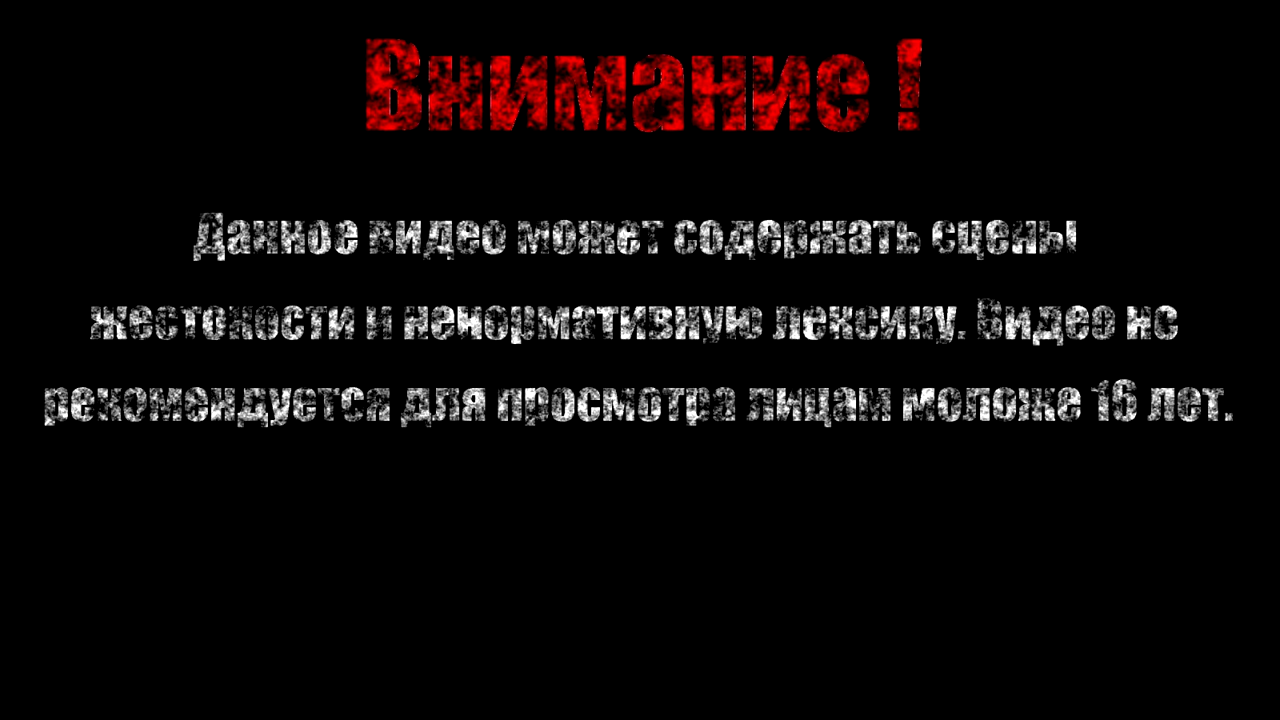 Внимание !
Данное видео может содержать сцены
жестокости и ненормативную лексику. Видео не
рекомендуется для просмотра лицам моложе 16 лет.